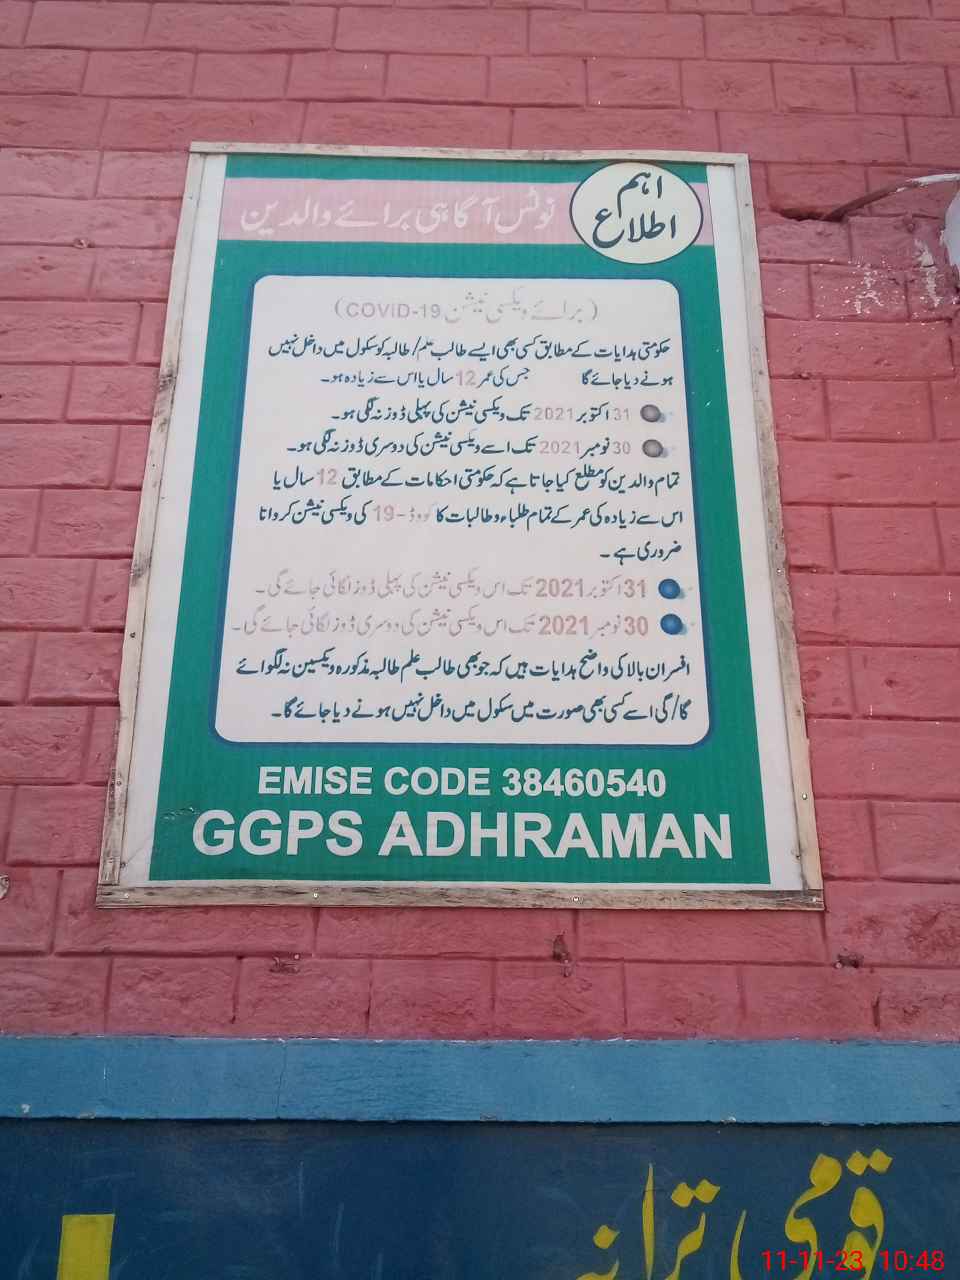 اہم
اطلاع
نوٹس آگاہی برائے والدین
(برائے ویکسی نیشن COVID-19)
حکومتی ہدایات کے مطابق کسی بھی ایسے طالب علم/طالبہ کو سکول میں داخل نہیں
ہونے دیا جائے گا جس کی عمر 12 سال یا اس سے زیادہ ہو۔
31 اکتوبر 2021 تک ویکسی نیشن کی پہلی ڈوز نہ لگی ہو۔
30 نومبر 2021 تک اسے ویکسی نیشن کی دوسری ڈوز نہ لگی ہو۔
تمام والدین کو مطلع کیا جاتا ہے کہ حکومتی احکامات کے مطابق 12 سال یا
اس سے زیادہ کی عمر کے تمام طلباء و طالبات کا کووڈ-19 کی ویکسی نیشن کروانا
ضروری ہے۔
31 اکتوبر 2021 تک اس ویکسی نیشن کی پہلی ڈوز لگائی جائے گی۔
30 نومبر 2021 تک اس ویکسی نیشن کی دوسری ڈوز لگائی جائے گی۔
افسران بالا کی واضح ہدایات ہیں کہ جو بھی طالب علم طالبہ مذکورہ ویکسین نہ لگوائے
گا/گی اسے کسی بھی صورت میں سکول میں داخل نہیں ہونے دیا جائے گا۔
EMISE CODE 38460540
GGPS ADHRAMAN
قومی ترانہ
11-11-23 10:48